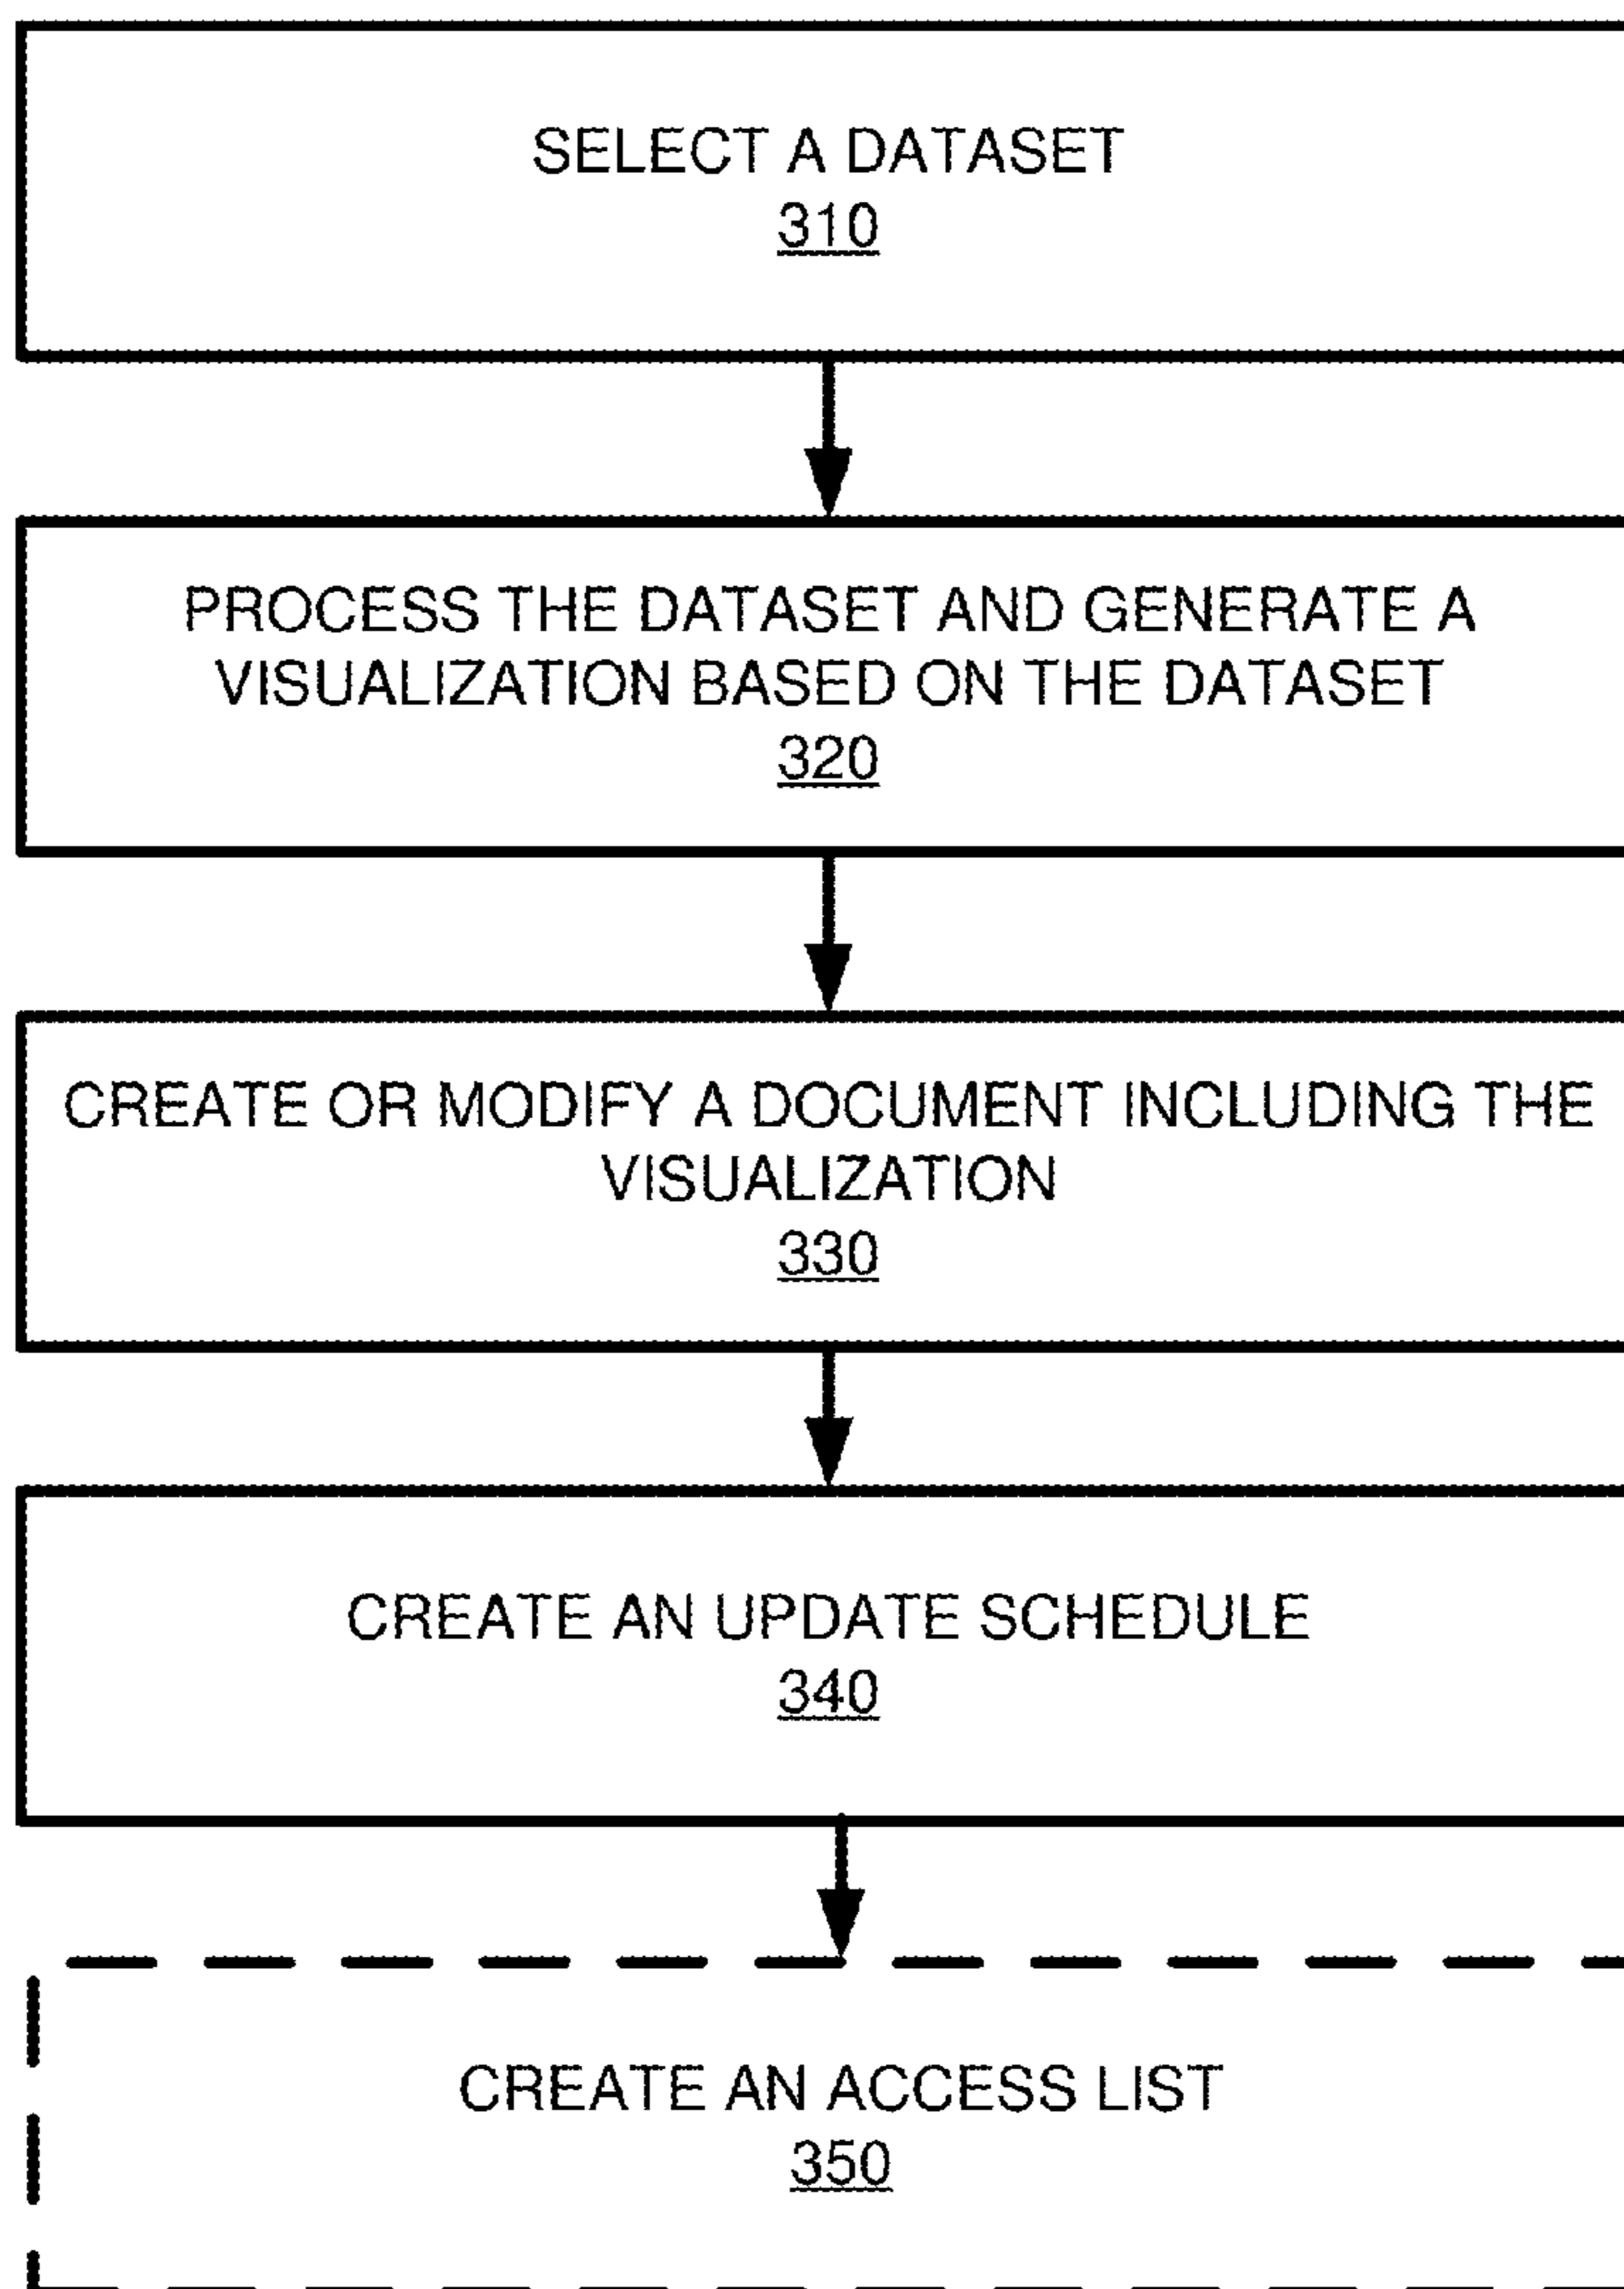 SELECT A DATASET
310
PROCESS THE DATASET AND GENERATE A
VISUALIZATION BASED ON THE DATASET
320
CREATE OR MODIFY A DOCUMENT INCLUDING THE
VISUALIZATION
330
CREATE AN UPDATE SCHEDULE
340
CREATE AN ACCESS LIST
350